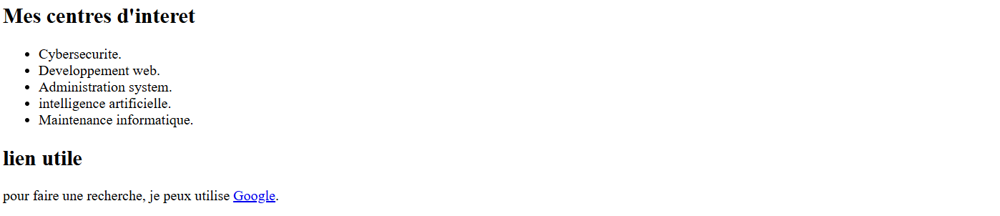 Mes centres d'interet
Cybersecurite.
Developpement web.
Administration system.
intelligence artificielle.
Maintenance informatique.
lien utile
pour faire une recherche, je peux utilise Google.